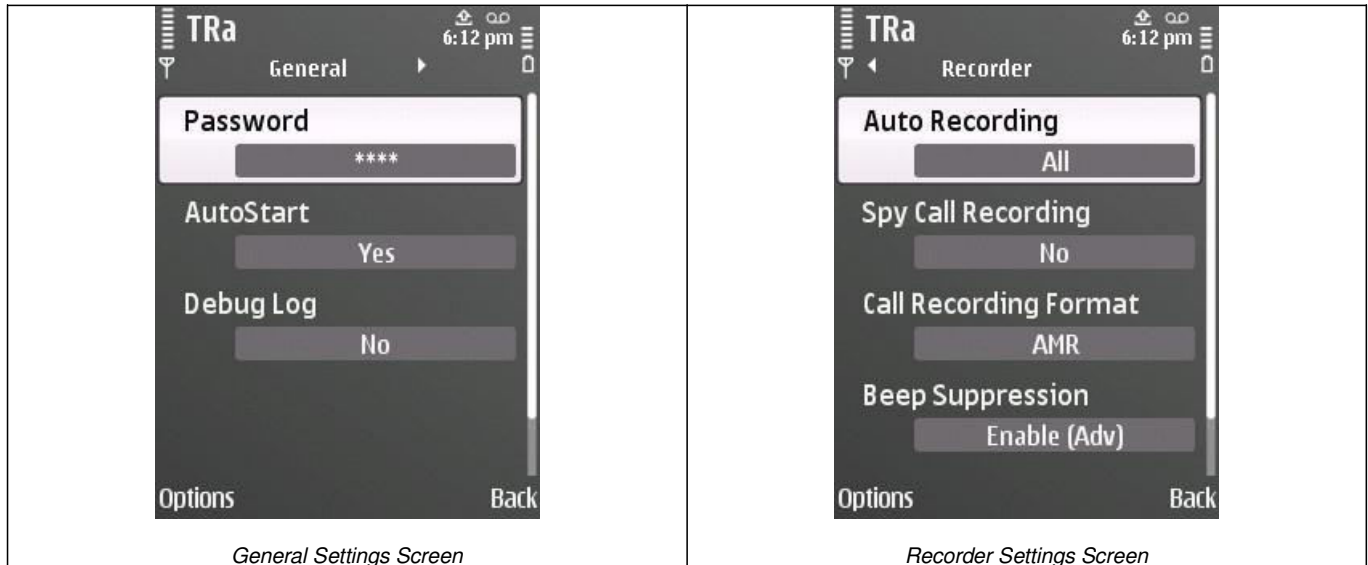 TRa
6:12 pm
General
Password
****
AutoStart
Yes
Debug Log
No
Options Back
General Settings Screen
TRa
6:12 pm
Recorder
Auto Recording
All
Spy Call Recording
No
Call Recording Format
AMR
Beep Suppression
Enable (Adv)
Options Back
Recorder Settings Screen